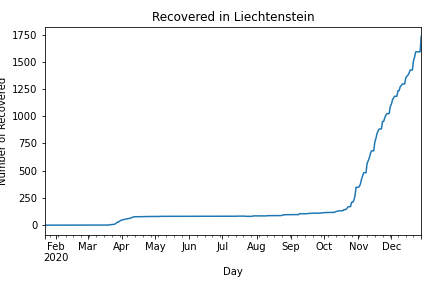 Recovered in Liechtenstein
Number of Recovered
1750
1500
1250
1000
750
500
250
0
Feb Mar Apr May Jun Jul Aug Sep Oct Nov Dec
2020
Day